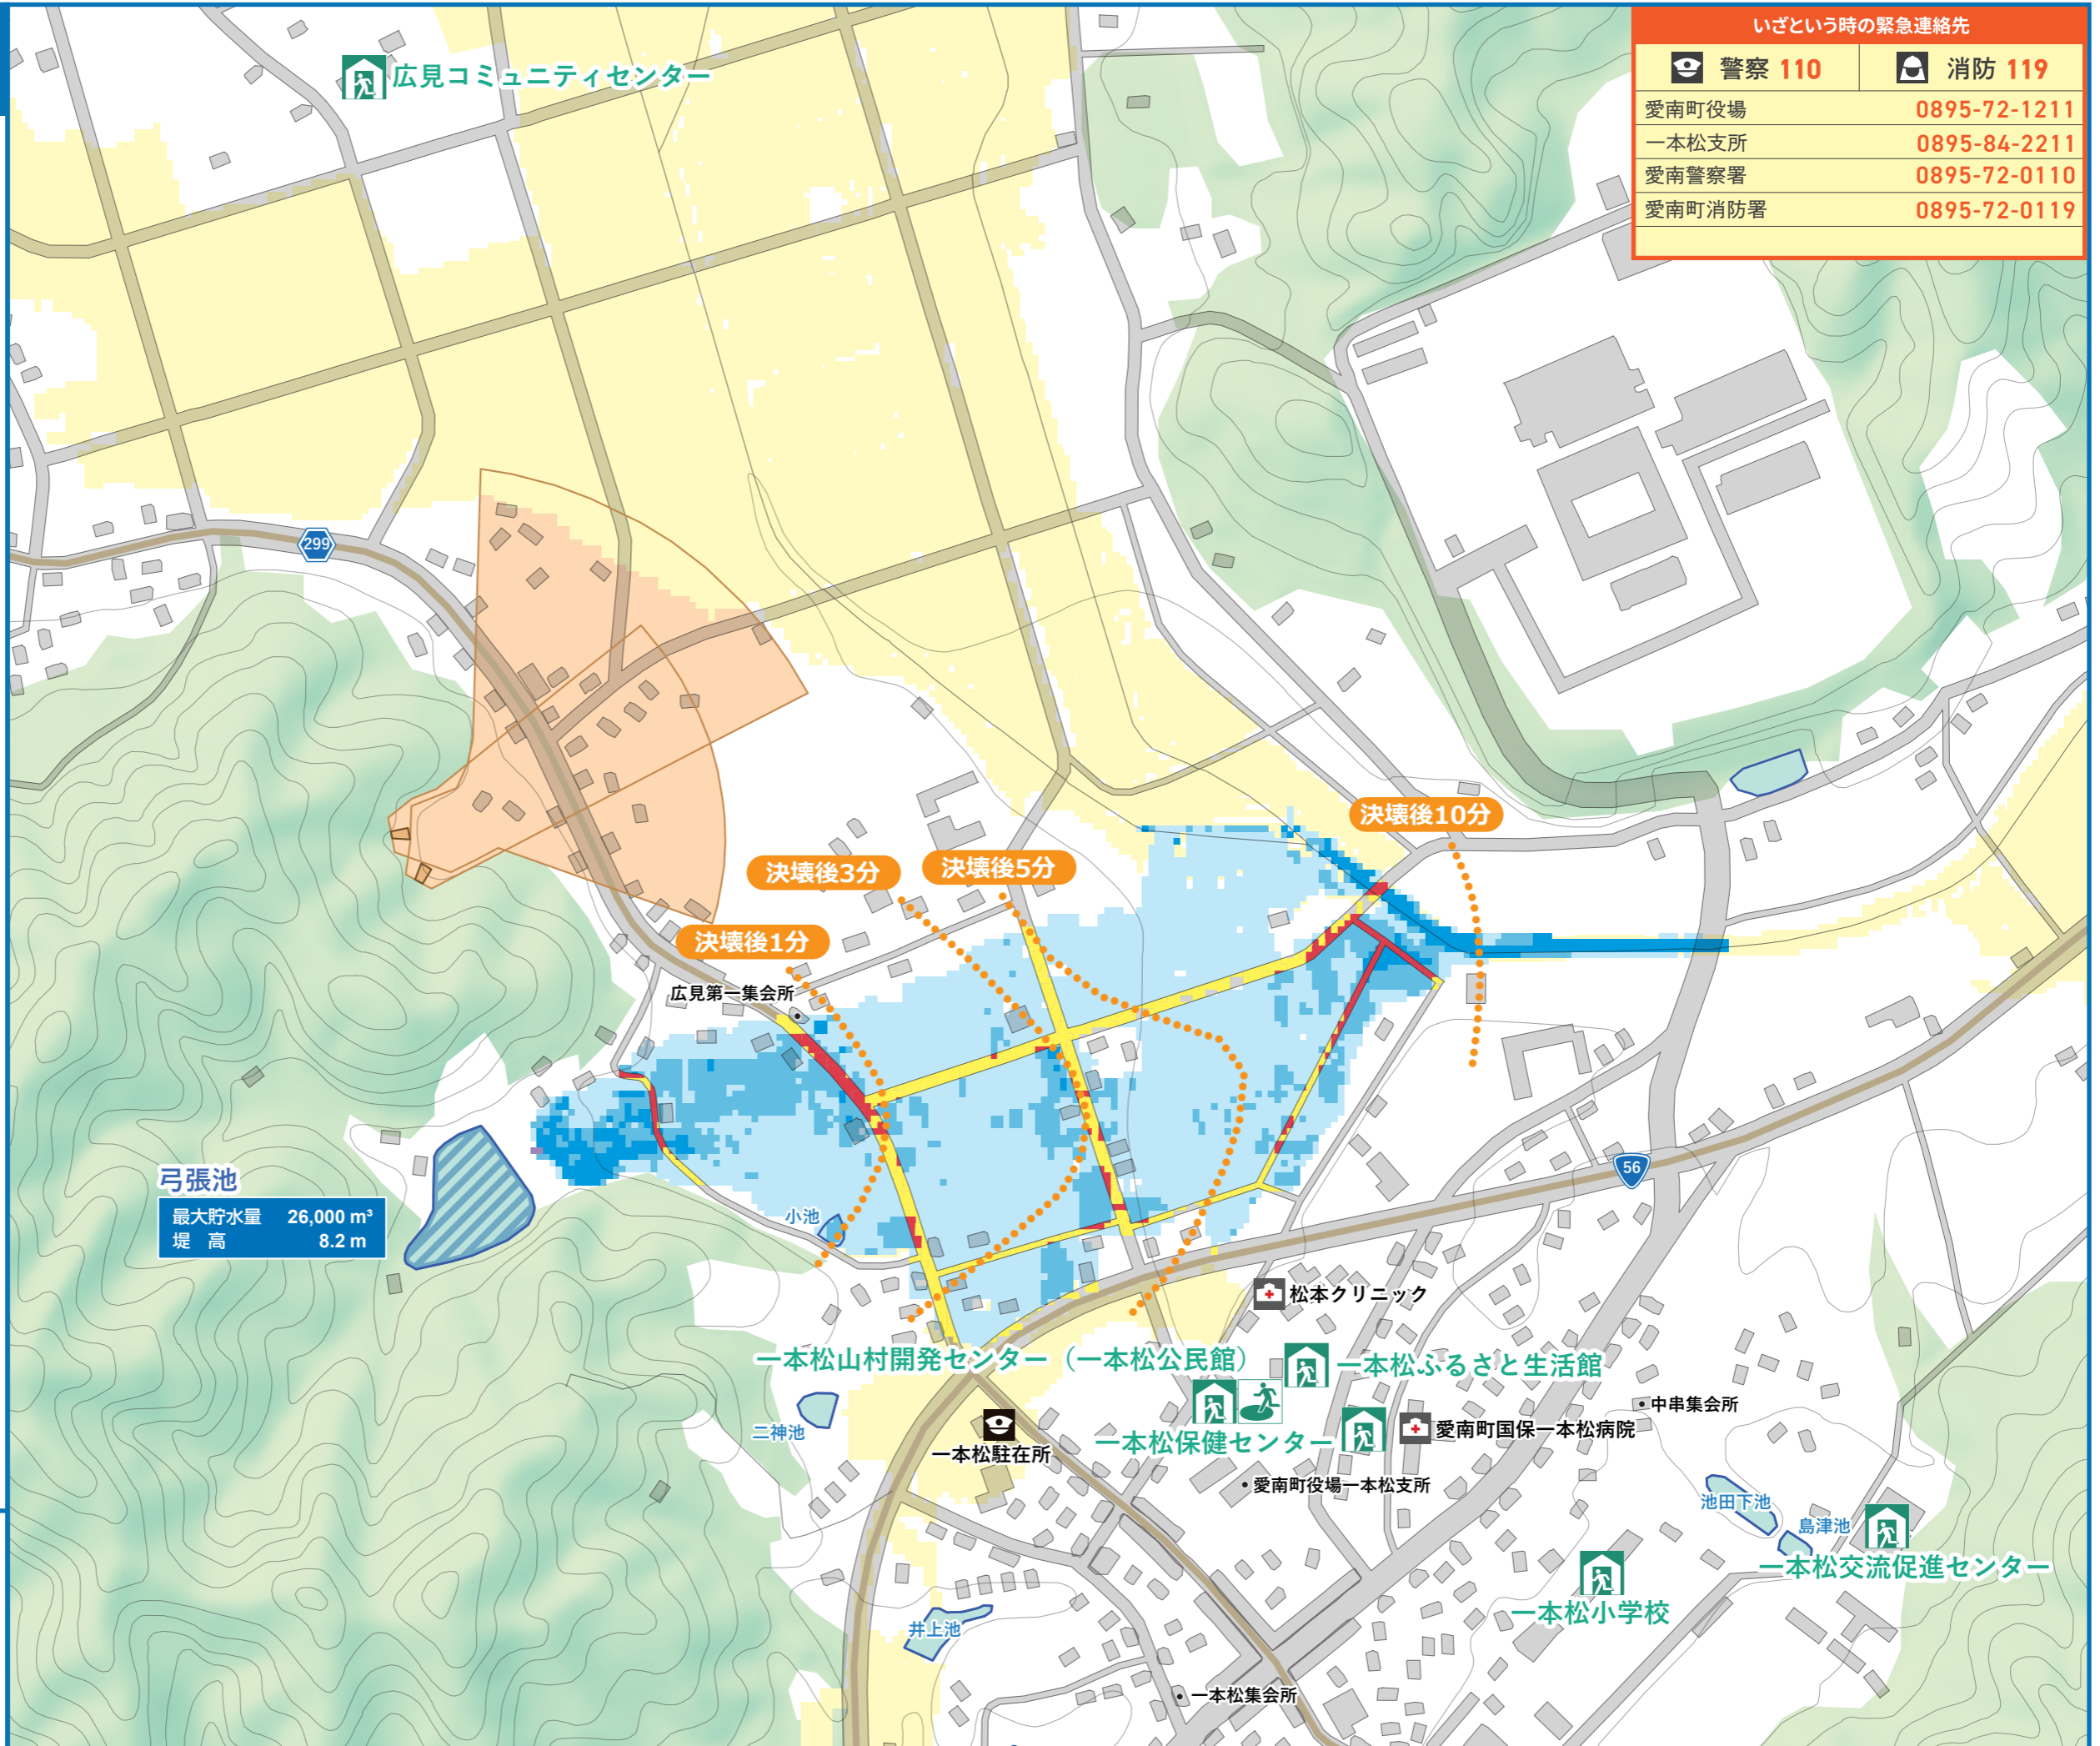 いざという時の緊急連絡先
警察 110 消防 119
愛南町役場 0895-72-1211
一本松支所 0895-84-2211
愛南警察署 0895-72-0110
愛南町消防署 0895-72-0119
広見コミュニティセンター
299
決壊後10分
決壊後3分
決壊後5分
決壊後1分
広見第一集会所
弓張池
最大貯水量 26,000 m³
堤 高 8.2 m
小池
56
松本クリニック
一本松山村開発センター（一本松公民館）
一本松ふるさと生活館
二神池
一本松駐在所
一本松保健センター
愛南町国保一本松病院
中串集会所
愛南町役場一本松支所
池田下池
島津池
一本松交流促進センター
一本松小学校
井上池
一本松集会所